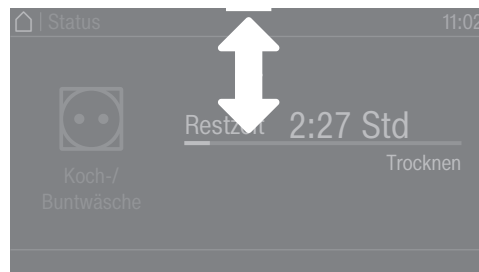 | Status 11:02
Restzeit 2:27 Std
Trocknen
Koch-/
Buntwäsche